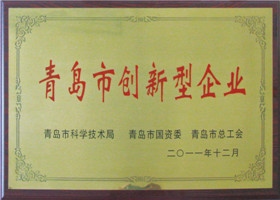 青岛市创新型企业
青岛市科学技术局 青岛市国资委 青岛市总工会
二〇一一年十二月